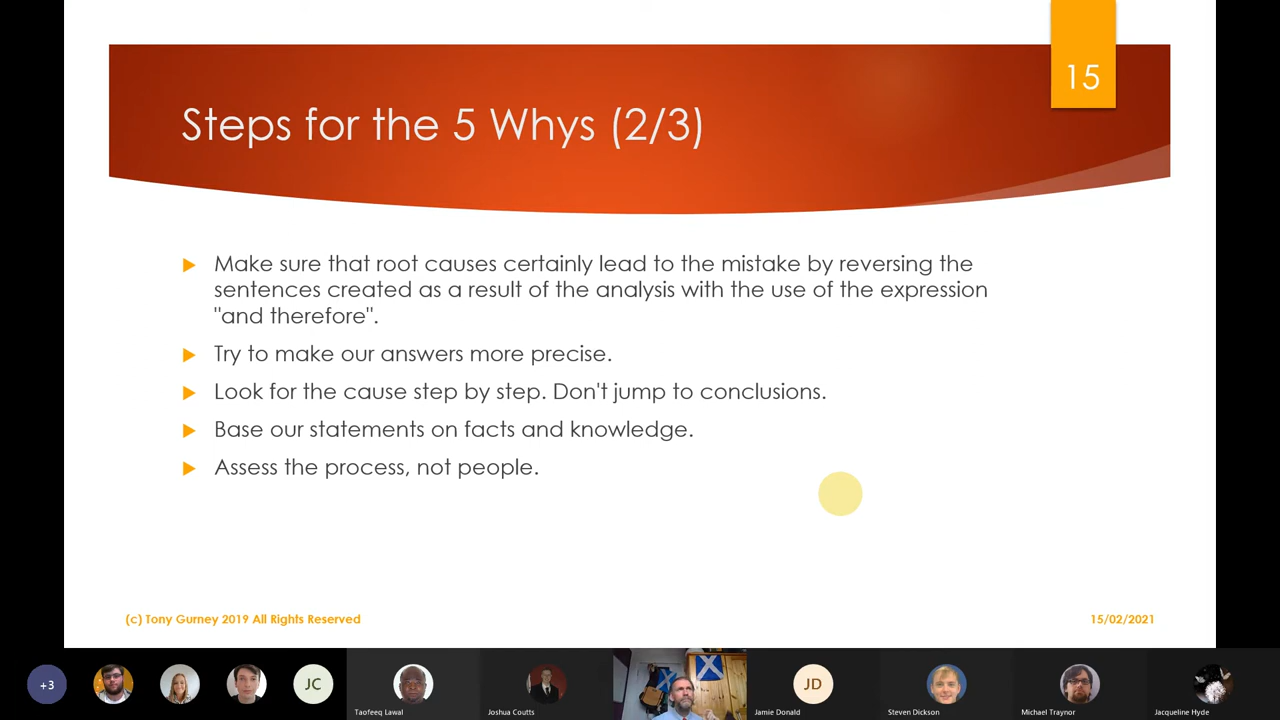 15
Steps for the 5 Whys (2/3)
Make sure that root causes certainly lead to the mistake by reversing the
sentences created as a result of the analysis with the use of the expression
"and therefore".
Try to make our answers more precise.
Look for the cause step by step. Don't jump to conclusions.
Base our statements on facts and knowledge.
Assess the process, not people.
(c) Tony Gurney 2019 All Rights Reserved
15/02/2021
+3
JC
JD
Taofeeq Lawal
Joshua Coutts
Jamie Donald
Steven Dickson
Michael Traynor
Jacqueline Hyde